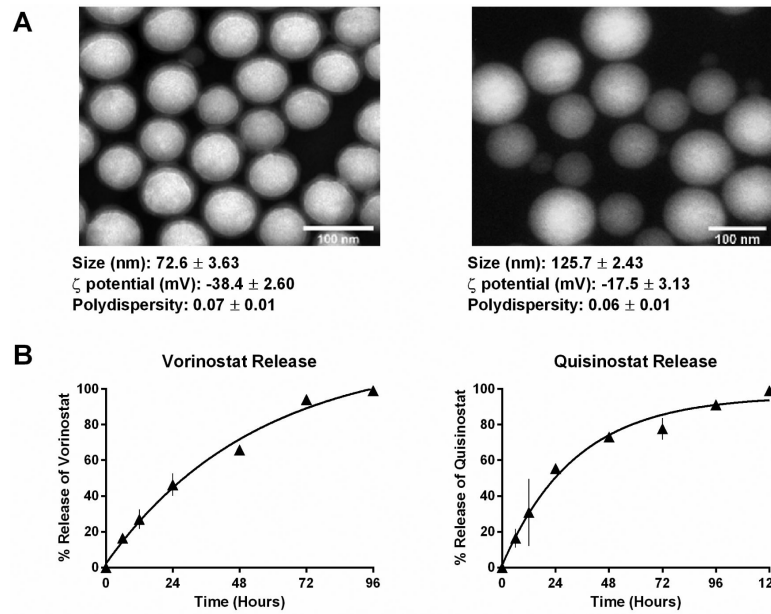 A
100 nm
100 nm
Size (nm): 72.6 ± 3.63
ζ potential (mV): -38.4 ± 2.60
Polydispersity: 0.07 ± 0.01
Size (nm): 125.7 ± 2.43
ζ potential (mV): -17.5 ± 3.13
Polydispersity: 0.06 ± 0.01
B
Vorinostat Release
% Release of Vorinostat
100
80
60
40
20
0
0 24 48 72 96
Time (Hours)
Quisinostat Release
% Release of Quisinostat
100
80
60
40
20
0
0 24 48 72 96 12
Time (Hours)